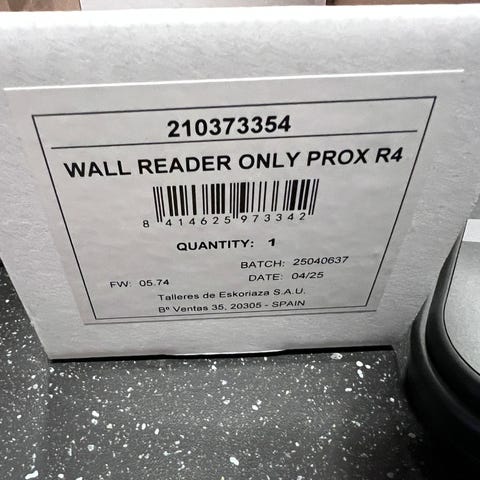 210373354
WALL READER ONLY PROX R4
8 414625 973342
QUANTITY: 1
BATCH: 25040637
FW: 05.74 DATE: 04/25
Talleres de Eskoriaza S.A.U.
Bº Ventas 35, 20305 - SPAIN